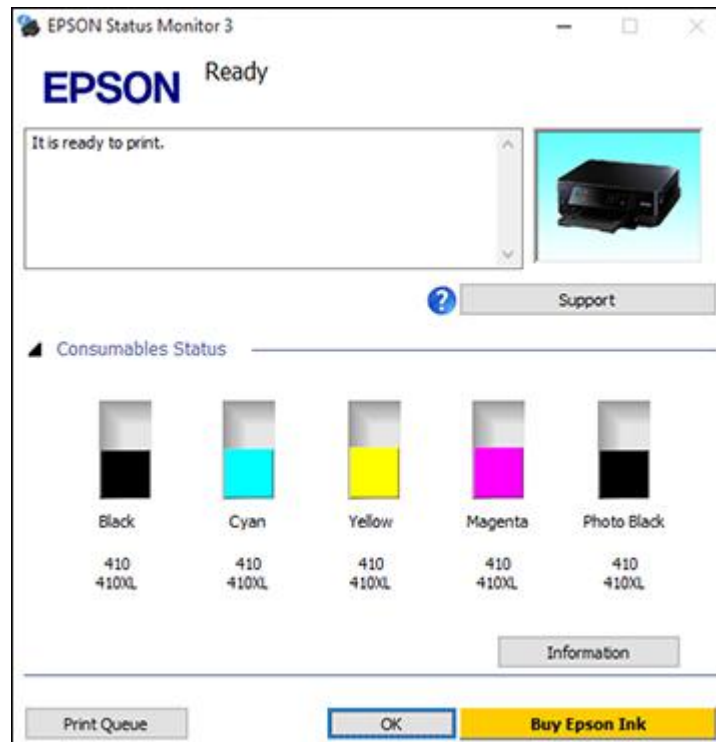 EPSON Status Monitor 3
EPSON
Ready
It is ready to print.
Support
Consumables Status
Black Cyan Yellow Magenta Photo Black
410 410 410 410 410
410XL 410XL 410XL 410XL 410XL
Information
Print Queue OK Buy Epson Ink